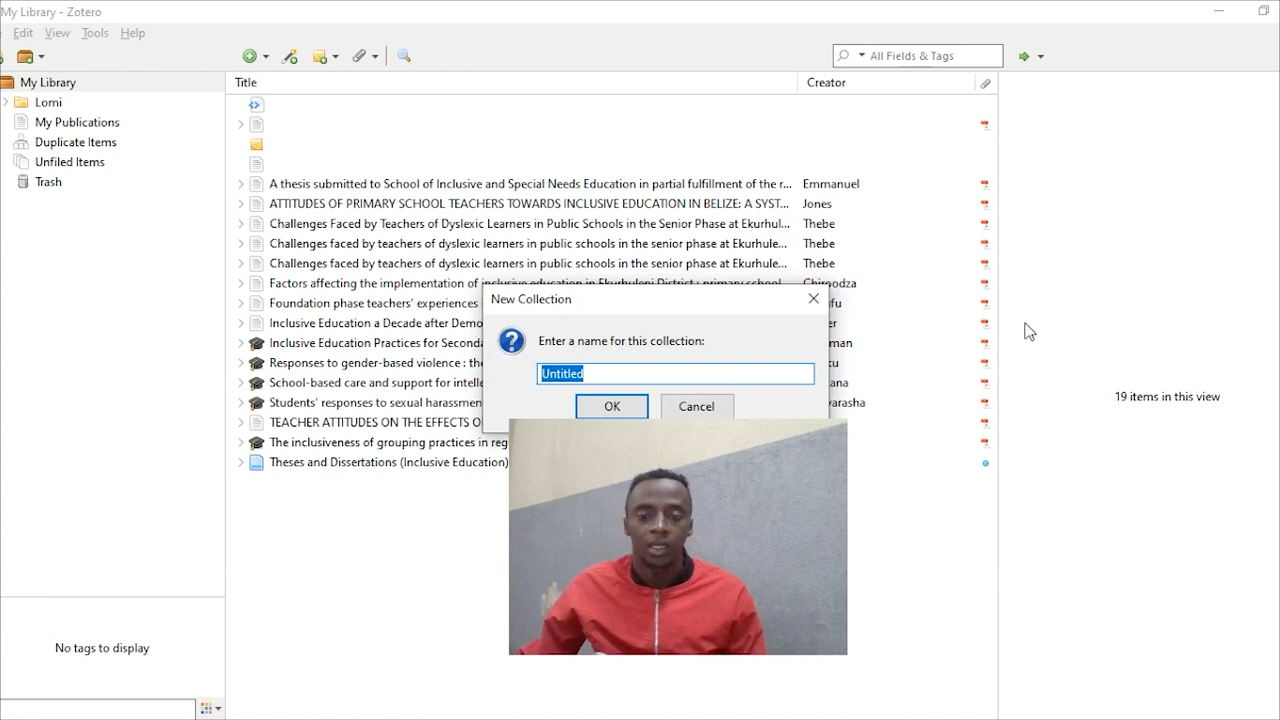 My Library - Zotero
Edit View Tools Help
All Fields & Tags
My Library
Lomi
My Publications
Duplicate Items
Unfiled Items
Trash
Title Creator
A thesis submitted to School of Inclusive and Special Needs Education in partial fulfillment of the r... Emmanuel
ATTITUDES OF PRIMARY SCHOOL TEACHERS TOWARDS INCLUSIVE EDUCATION IN BELIZE: A SYST... Jones
Challenges Faced by Teachers of Dyslexic Learners in Public Schools in the Senior Phase at Ekurhul... Thebe
Challenges faced by teachers of dyslexic learners in public schools in the senior phase at Ekurhule... Thebe
Challenges faced by teachers of dyslexic learners in public schools in the senior phase at Ekurhule... Thebe
Factors affecting the implementation of inclusive education in Ekurhuleni District : primary school
Foundation phase teachers' experiences
Inclusive Education a Decade after Demo
Inclusive Education Practices for Seconda
Responses to gender-based violence : the
School-based care and support for intelle
Students' responses to sexual harassmen
TEACHER ATTITUDES ON THE EFFECTS O
The inclusiveness of grouping practices in reg
Theses and Dissertations (Inclusive Education)
New Collection
Enter a name for this collection:
Untitled
OK Cancel
19 items in this view
No tags to display